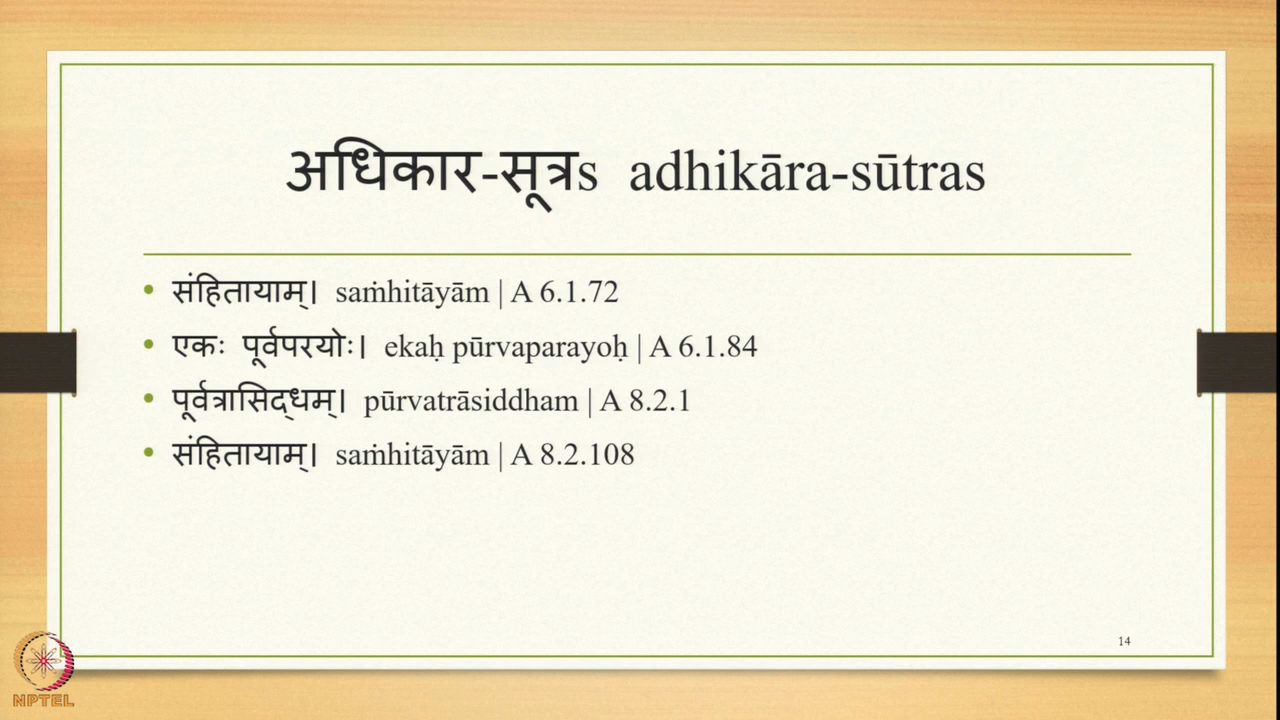 अधिकार-सूत्रs adhikāra-sūtras
• संहितायाम्। saṁhitāyām | A 6.1.72
• एकः पूर्वपरयोः। ekaḥ pūrvaparayoḥ | A 6.1.84
• पूर्वत्रासिद्धम्। pūrvatrāsiddham | A 8.2.1
• संहितायाम्। saṁhitāyām | A 8.2.108
14
NPTEL